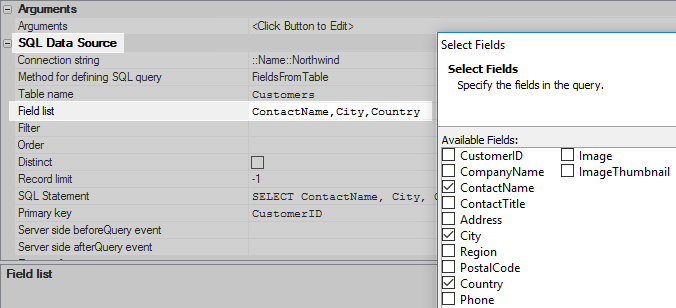 Arguments
Arguments <Click Button to Edit>
SQL Data Source
Connection string ::Name::Northwind
Method for defining SQL query FieldsFromTable
Table name Customers
Field list ContactName,City,Country
Filter
Order
Distinct
Record limit -1
SQL Statement SELECT ContactName, City,
Primary key CustomerID
Server side beforeQuery event
Server side afterQuery event
Field list
Select Fields
Select Fields
Specify the fields in the query.
Available Fields:
CustomerID Image
CompanyName ImageThumbnail
ContactName
ContactTitle
Address
City
Region
PostalCode
Country
Phone